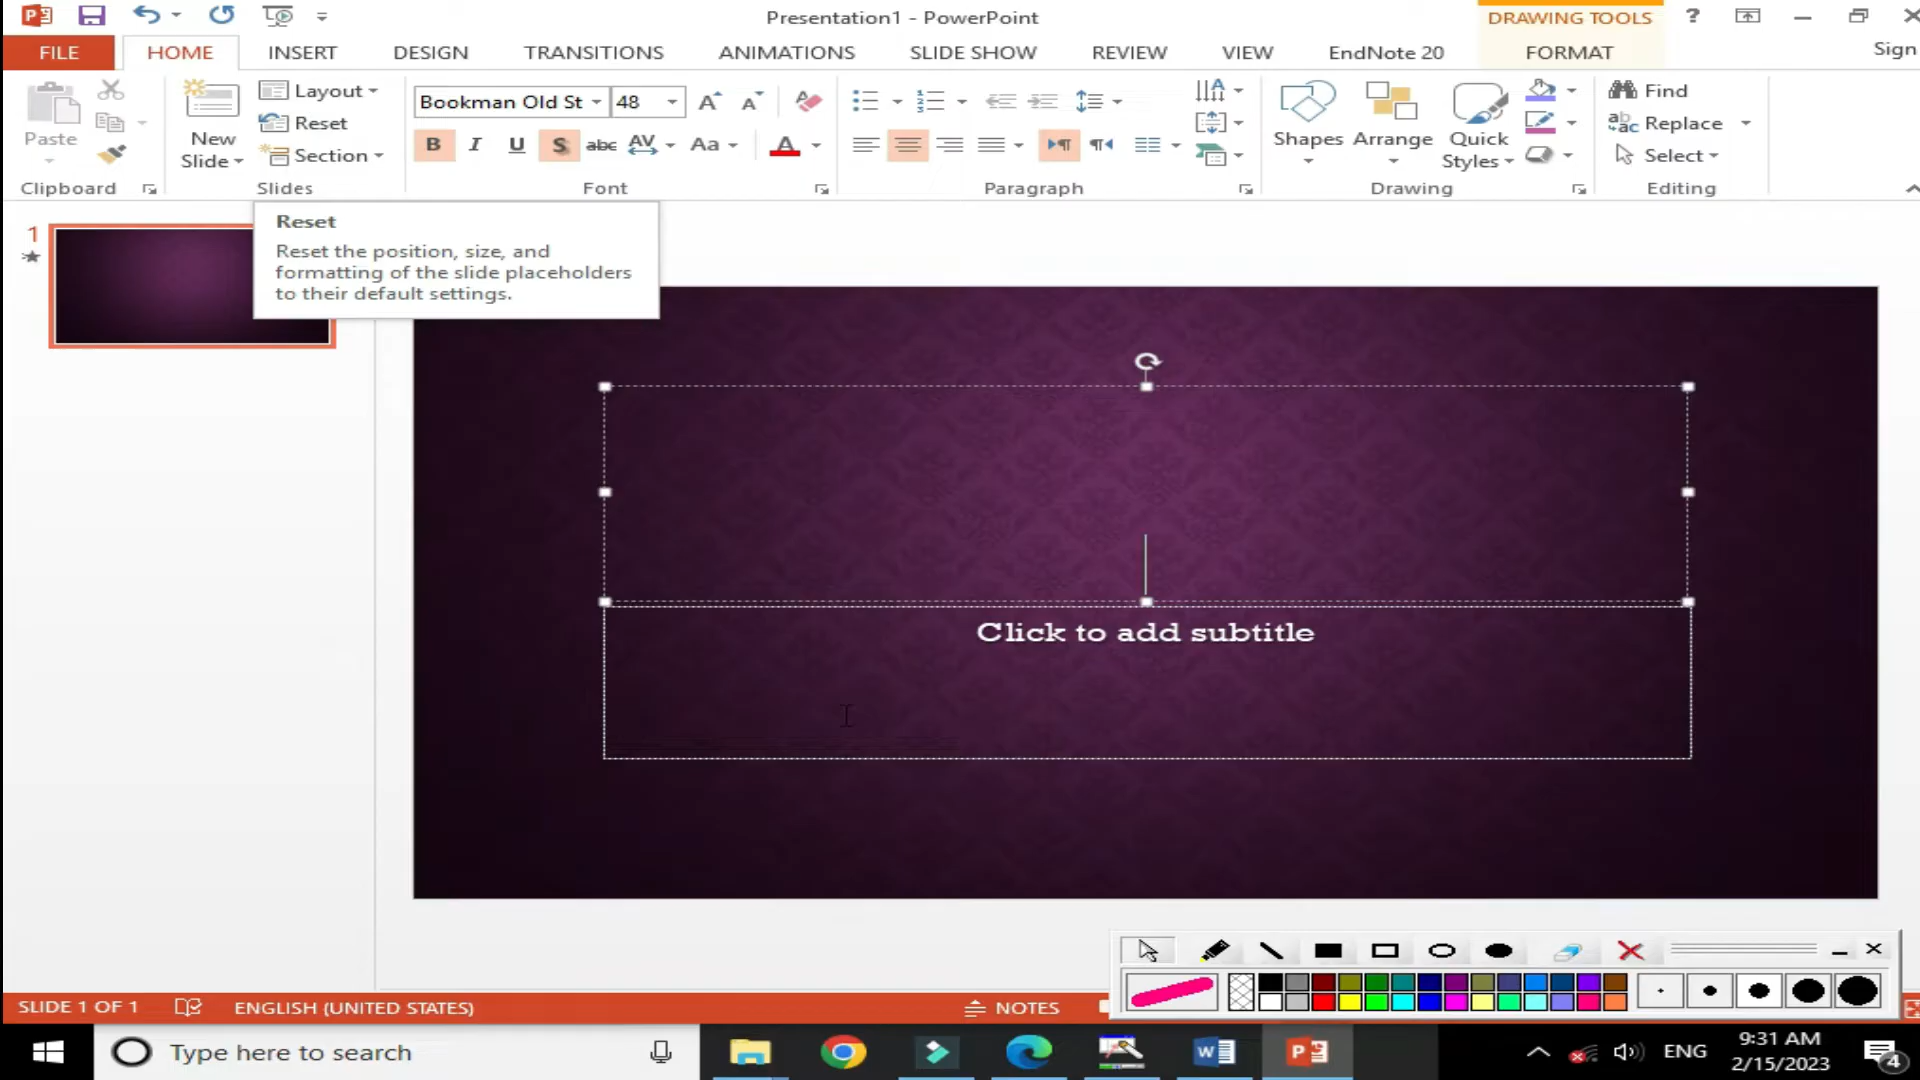 Presentation1 - PowerPoint
DRAWING TOOLS
?
FILE
HOME
INSERT
DESIGN
TRANSITIONS
ANIMATIONS
SLIDE SHOW
REVIEW
VIEW
EndNote 20
FORMAT
Sign
Paste
Clipboard
New
Slide
Layout
Reset
Section
Slides
Bookman Old St
48
B I U S abc AV Aa A
Font
Paragraph
Shapes
Arrange
Quick
Styles
Drawing
Find
Replace
Select
Editing
Reset
Reset the position, size, and
formatting of the slide placeholders
to their default settings.
1
Click to add subtitle
SLIDE 1 OF 1
ENGLISH (UNITED STATES)
NOTES
Type here to search
ENG
9:31 AM
2/15/2023
4